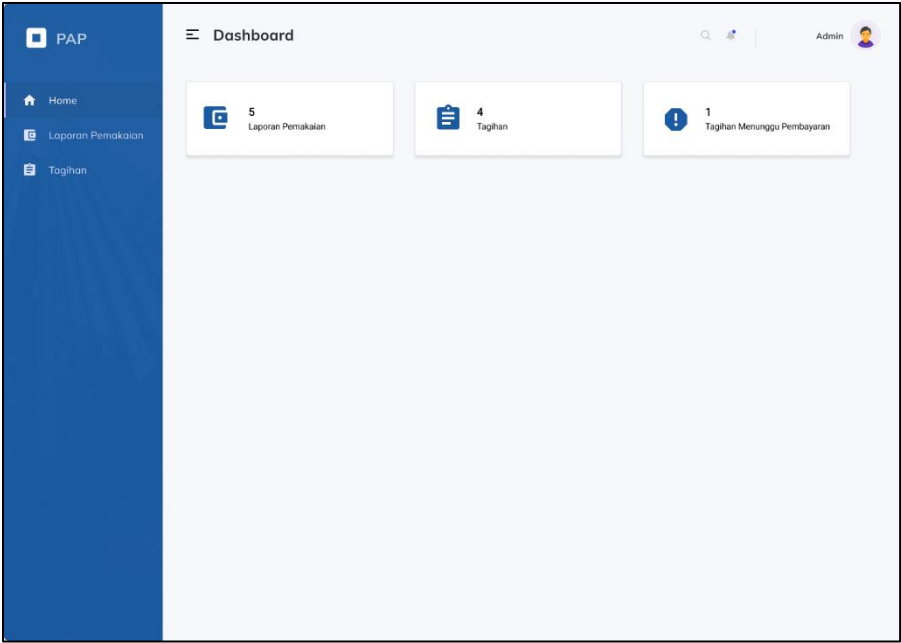 PAP
Dashboard
Admin
Home
Laporan Pemakaian
Tagihan
5
Laporan Pemakaian
4
Tagihan
1
Tagihan Menunggu Pembayaran